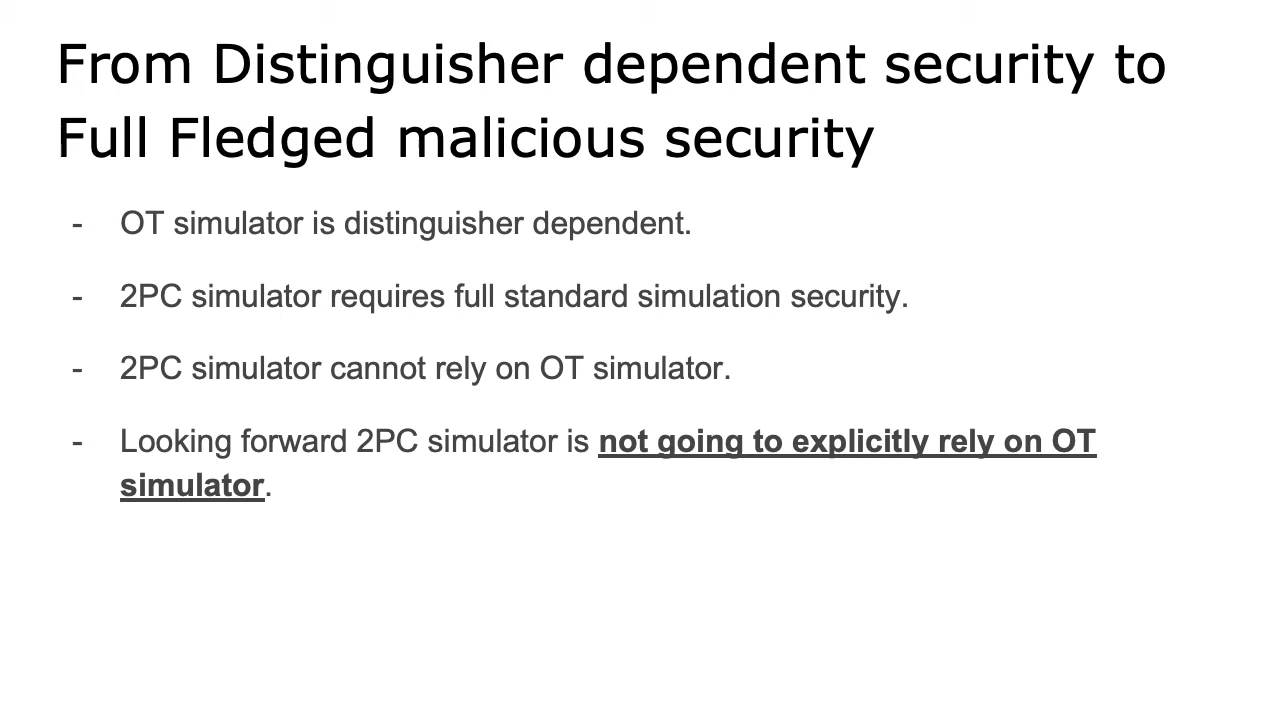 From Distinguisher dependent security to
Full Fledged malicious security
- OT simulator is distinguisher dependent.
- 2PC simulator requires full standard simulation security.
- 2PC simulator cannot rely on OT simulator.
- Looking forward 2PC simulator is not going to explicitly rely on OT
simulator.